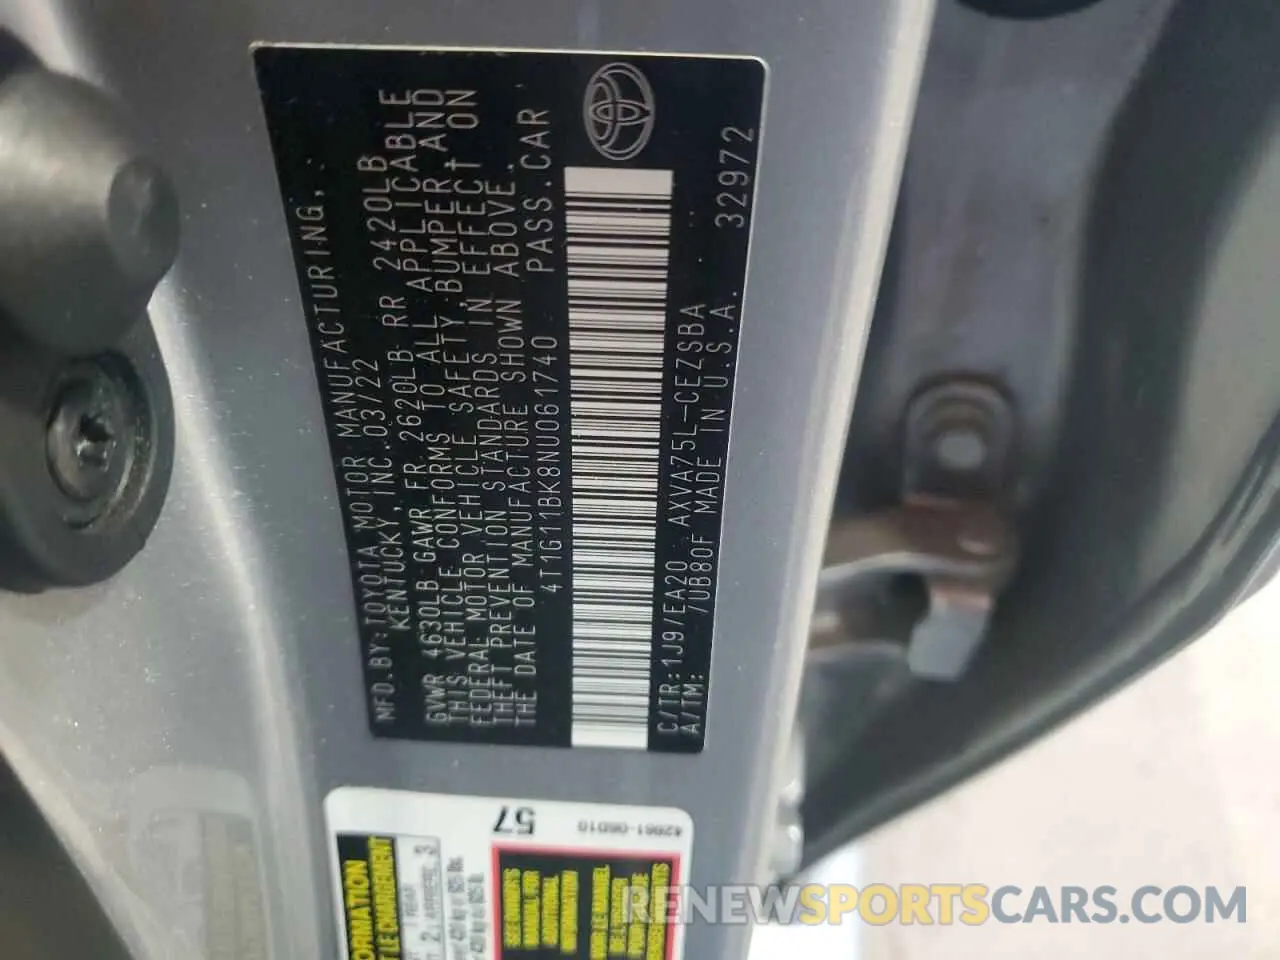 MFD.BY:TOYOTA MOTOR MANUFACTURING,
KENTUCKY,INC.03/22
GVWR 4630LB GAWR FR 2620LB RR 2420LB
THIS VEHICLE CONFORMS TO ALL APPLICABLE
FEDERAL MOTOR VEHICLE SAFETY,BUMPER,AND
THEFT PREVENTION STANDARDS IN EFFECT ON
THE DATE OF MANUFACTURE SHOWN ABOVE.
4T1G11BK8NU061740 PASS.CAR
C/TR:1J9/EA20 AXVA75L-CEZSBA
A/TM: /UB80F MADE IN U.S.A. 32972
57
42661-06D10
RENEWSPORTSCARS.COM